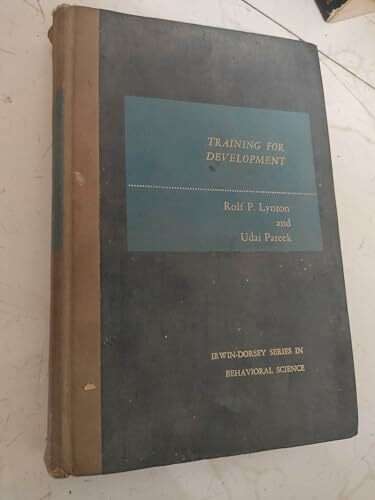 TRAINING FOR
DEVELOPMENT
Rolf P. Lynton
and
Udai Pareek
IRWIN-DORSEY SERIES IN
BEHAVIORAL SCIENCE